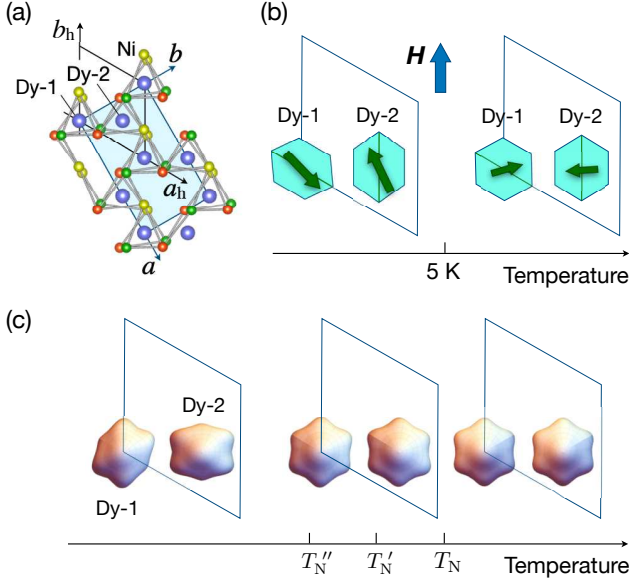 (a)
b_h
Ni
b
Dy-2
Dy-1
a_h
a
(b)
H
Dy-1
Dy-2
Dy-1
Dy-2
5 K
Temperature
(c)
Dy-2
Dy-1
T_N''
T_N'
T_N
Temperature